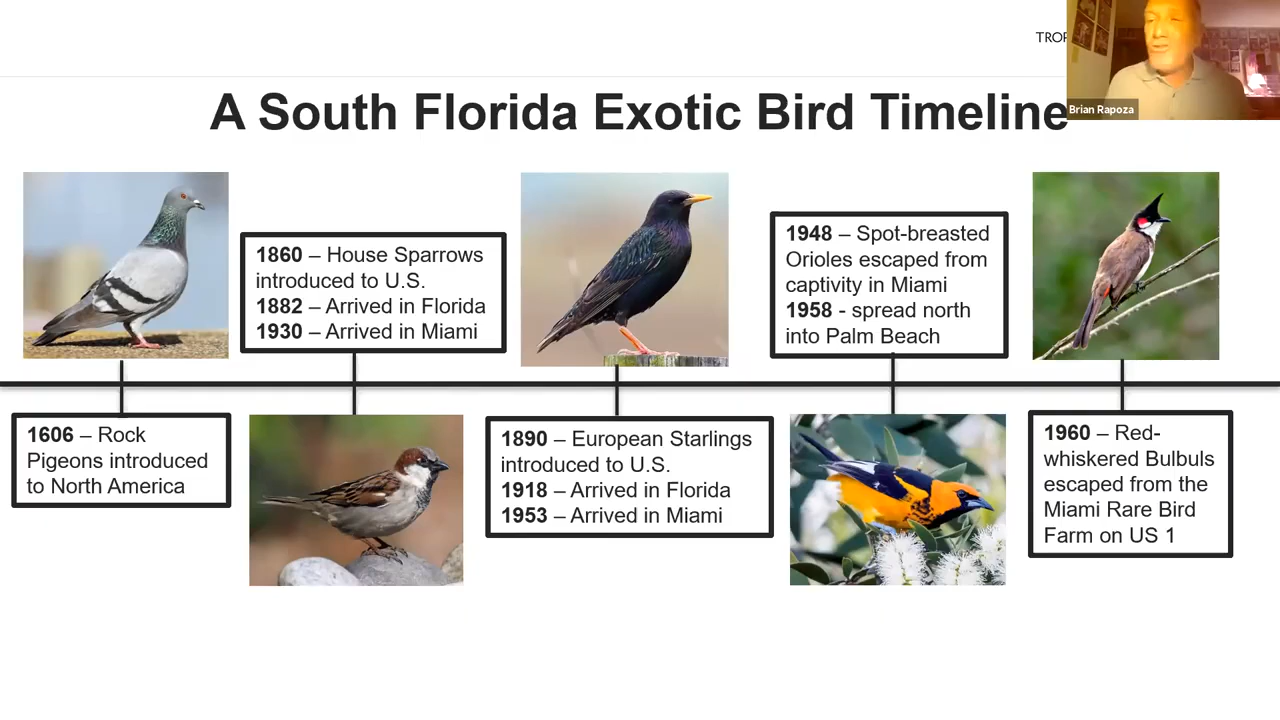 Brian Rapoza
A South Florida Exotic Bird Timeline
1606 – Rock
Pigeons introduced
to North America
1860 – House Sparrows
introduced to U.S.
1882 – Arrived in Florida
1930 – Arrived in Miami
1890 – European Starlings
introduced to U.S.
1918 – Arrived in Florida
1953 – Arrived in Miami
1948 – Spot-breasted
Orioles escaped from
captivity in Miami
1958 - spread north
into Palm Beach
1960 – Red-
whiskered Bulbuls
escaped from the
Miami Rare Bird
Farm on US 1